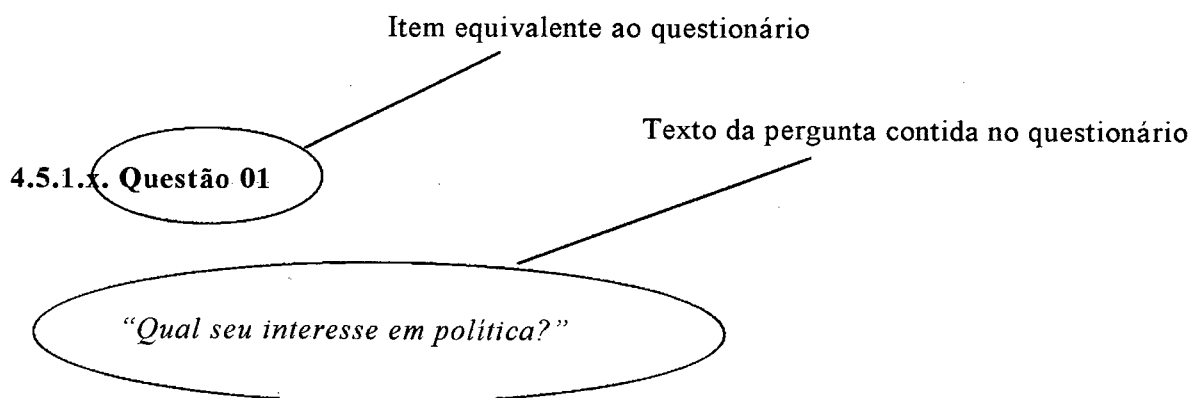 Item equivalente ao questionário
Texto da pergunta contida no questionário
4.5.1.x. Questão 01
“Qual seu interesse em política?”